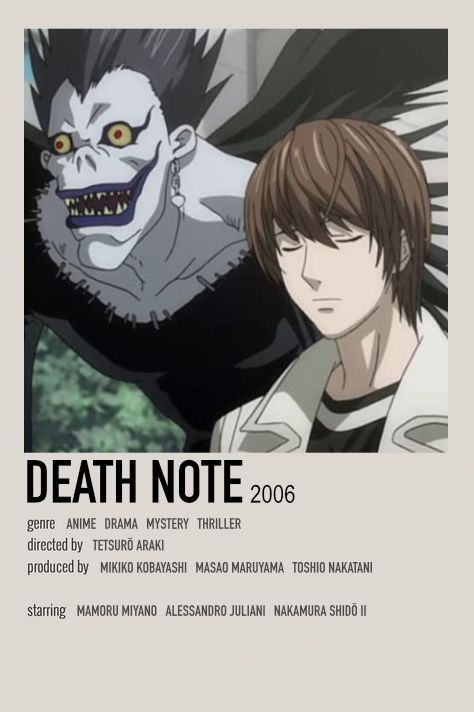 DEATH NOTE 2006
genre ANIME DRAMA MYSTERY THRILLER
directed by TETSURŌ ARAKI
produced by MIKIKO KOBAYASHI MASAO MARUYAMA TOSHIO NAKATANI
starring MAMORU MIYANO ALESSANDRO JULIANI NAKAMURA SHIDŌ II